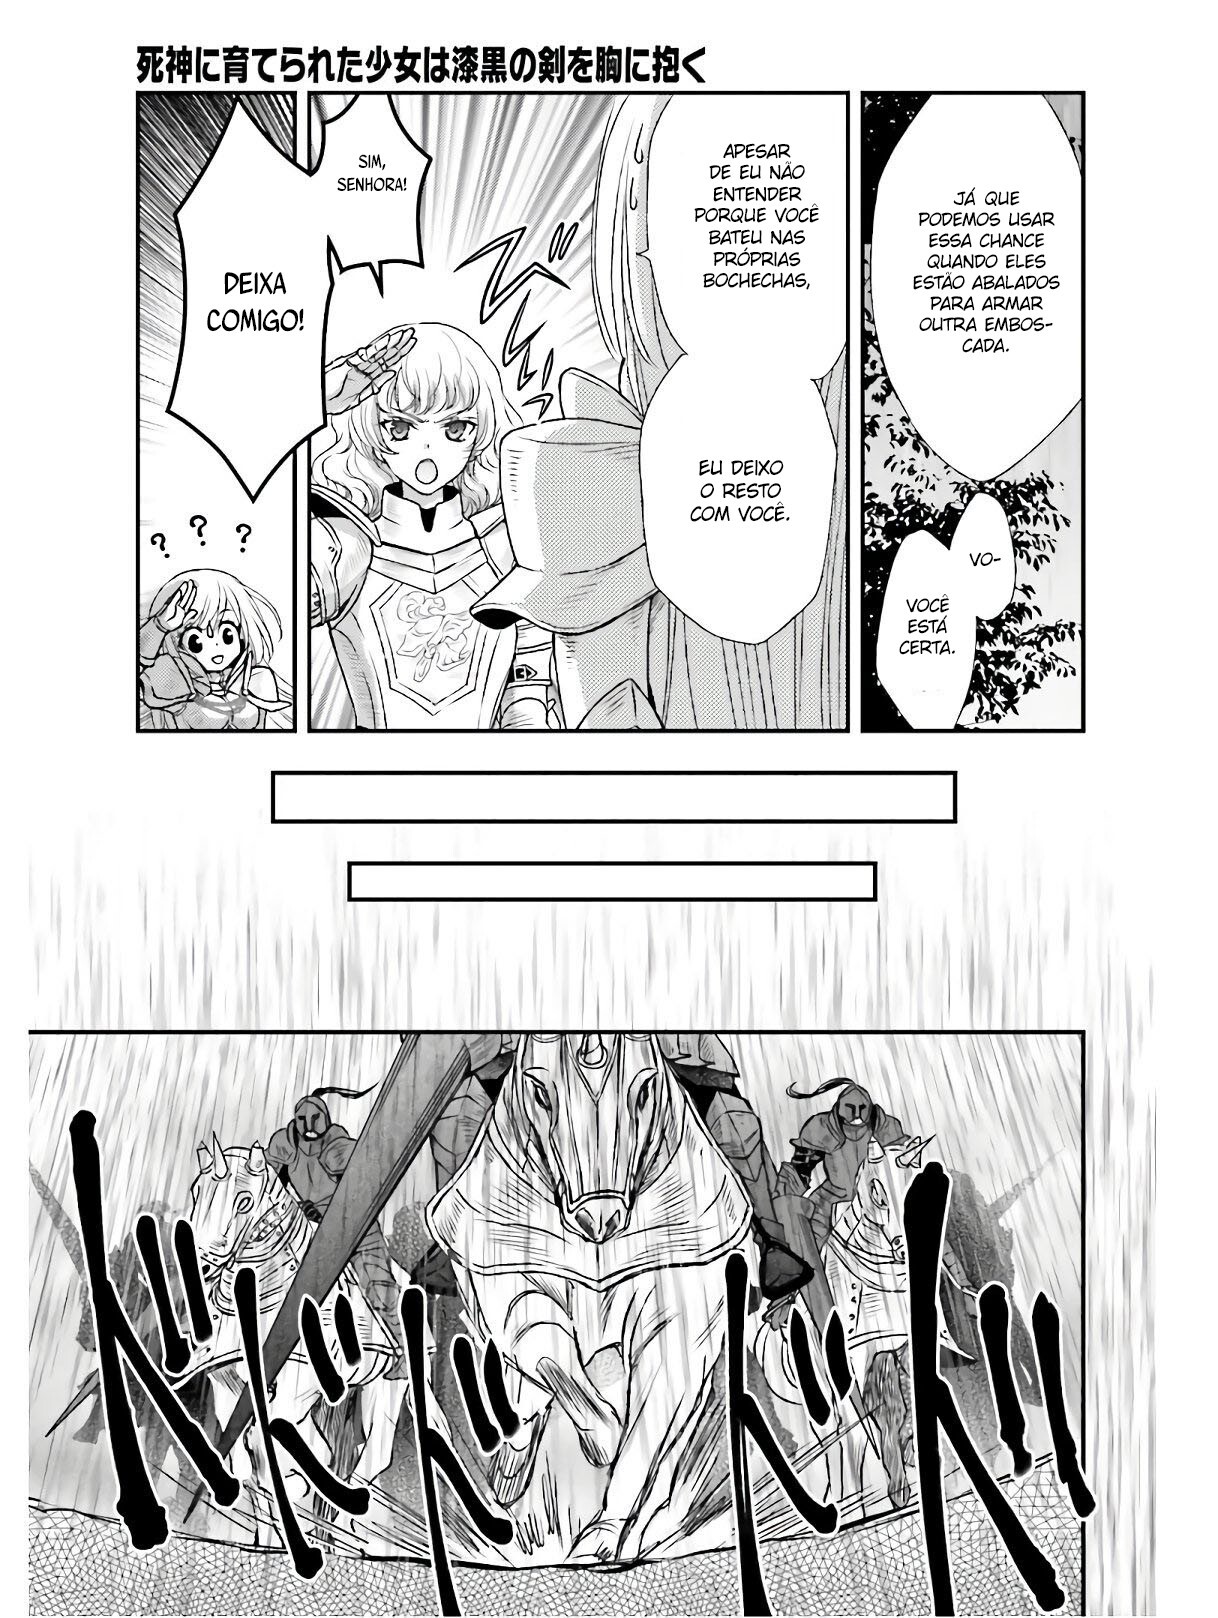 死神に育てられた少女は漆黒の剣を胸に抱く
JÁ QUE
PODEMOS USAR
ESSA CHANCE
QUANDO ELES
ESTÃO ABALADOS
PARA ARMAR
OUTRA EMBOS-
CADA.
VO-
VOCÊ
ESTÁ
CERTA.
APESAR
DE EU NÃO
ENTENDER
PORQUE VOCÊ
BATEU NAS
PRÓPRIAS
BOCHECHAS,
EU DEIXO
O RESTO
COM VOCÊ.
SIM,
SENHORA!
DEIXA
COMIGO!
? ? ?
ドドドドドド